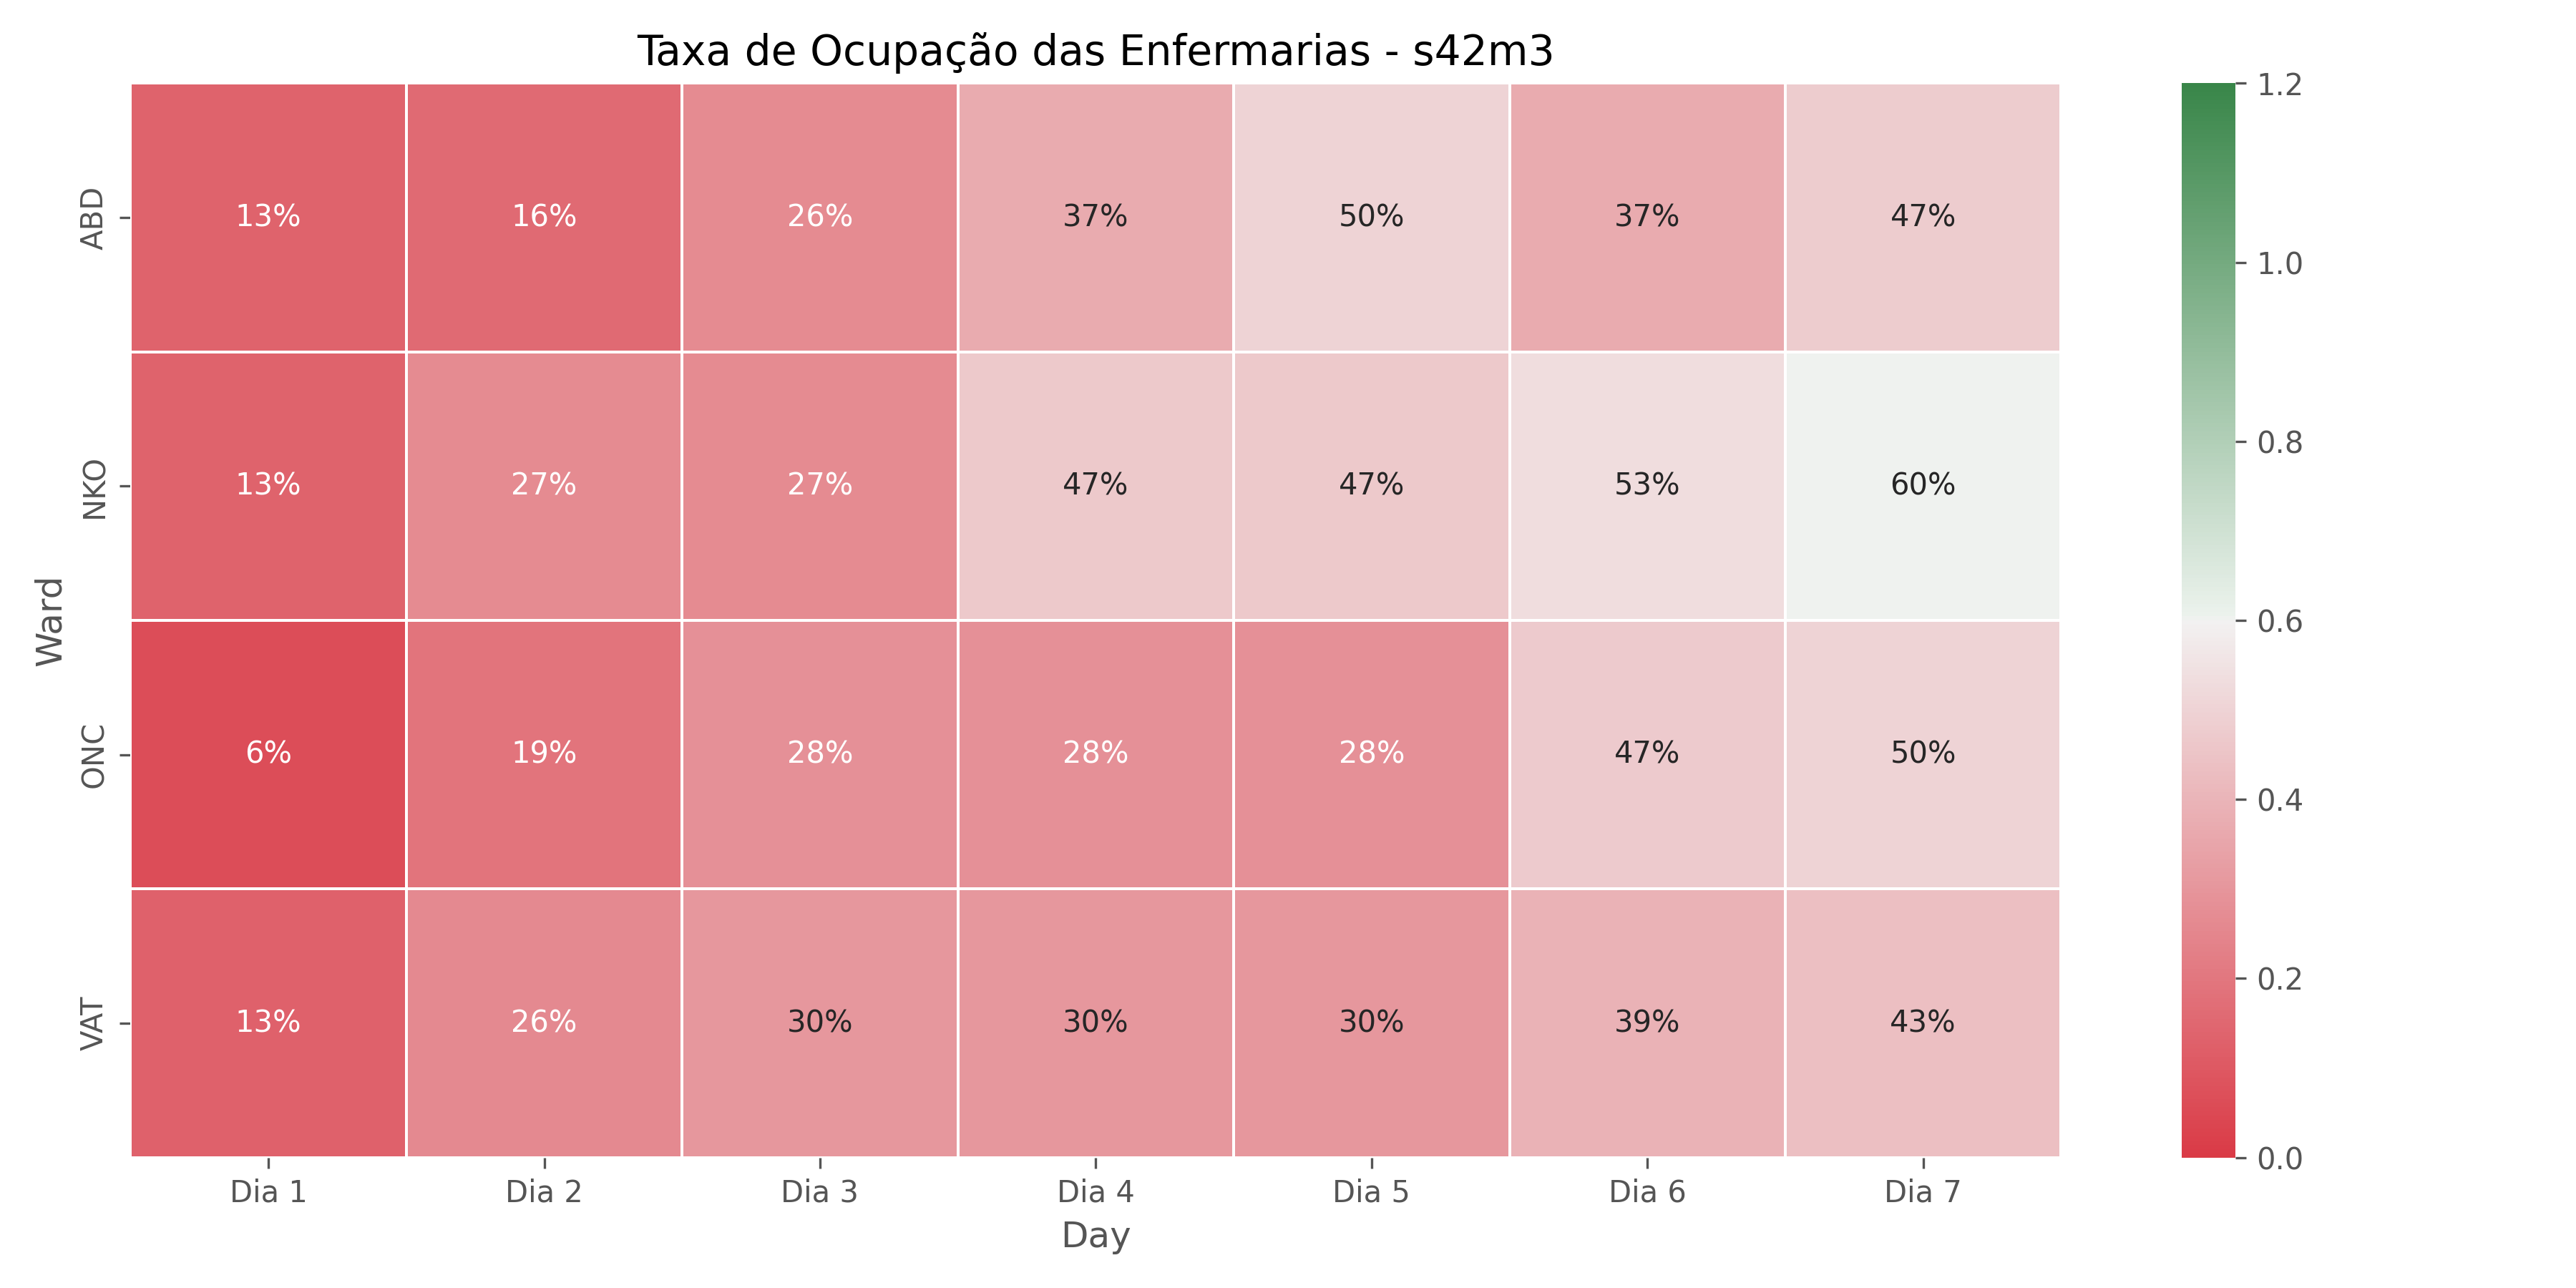 Taxa de Ocupação das Enfermarias - s42m3
Ward
ABD 13% 16% 26% 37% 50% 37% 47%
NKO 13% 27% 27% 47% 47% 53% 60%
ONC 6% 19% 28% 28% 28% 47% 50%
VAT 13% 26% 30% 30% 30% 39% 43%
Dia 1 Dia 2 Dia 3 Dia 4 Dia 5 Dia 6 Dia 7
Day
1.2
1.0
0.8
0.6
0.4
0.2
0.0